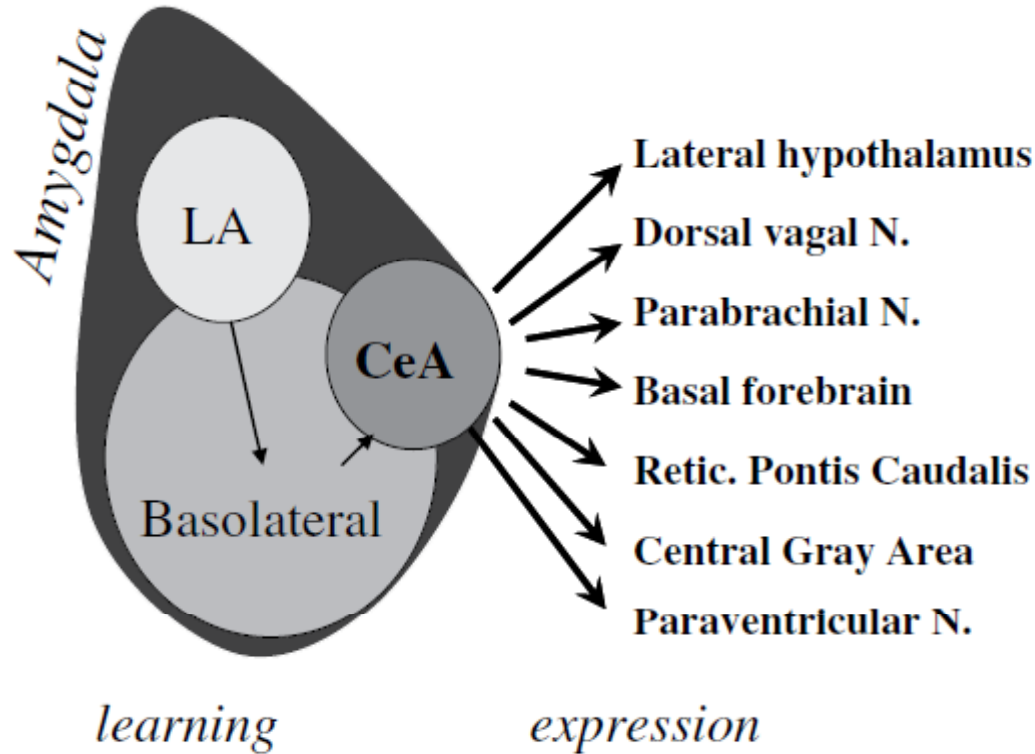 Amygdala
LA
CeA
Basolateral
Lateral hypothalamus
Dorsal vagal N.
Parabrachial N.
Basal forebrain
Retic. Pontis Caudalis
Central Gray Area
Paraventricular N.
learning
expression